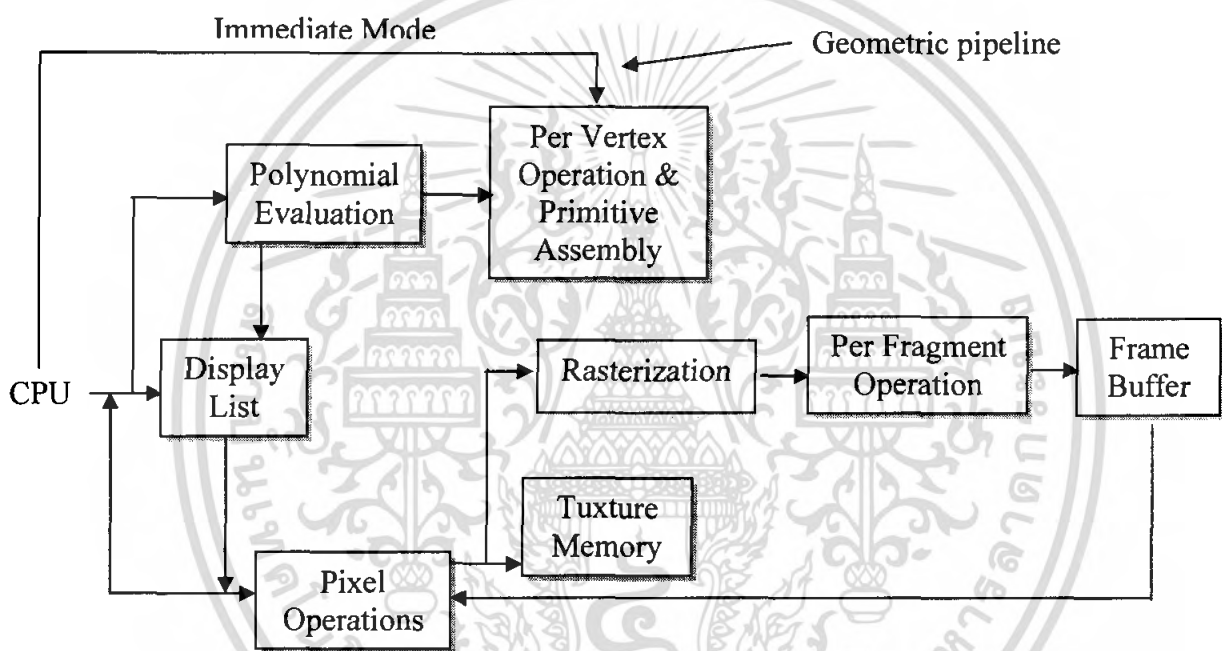 Immediate Mode
Geometric pipeline
Per Vertex
Operation &
Primitive
Assembly
Polynomial
Evaluation
CPU
Display
List
Rasterization
Per Fragment
Operation
Frame
Buffer
Tuxture
Memory
Pixel
Operations